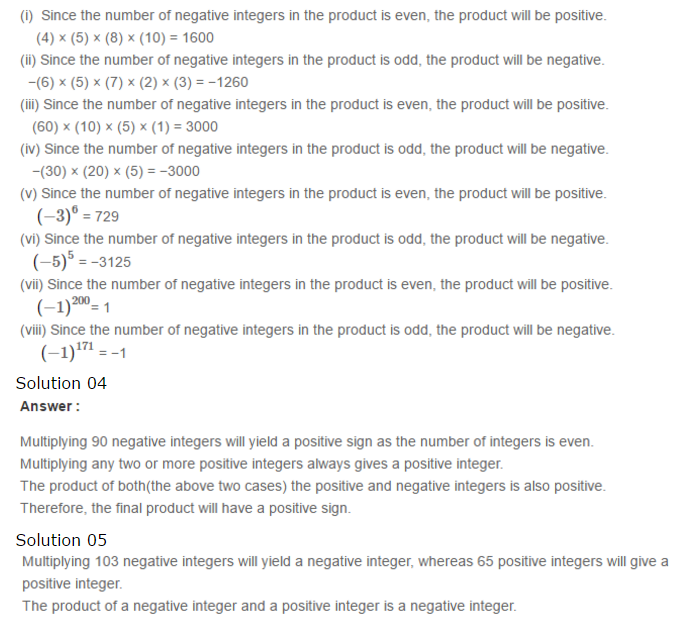 (i) Since the number of negative integers in the product is even, the product will be positive.
(4) × (5) × (8) × (10) = 1600
(ii) Since the number of negative integers in the product is odd, the product will be negative.
−(6) × (5) × (7) × (2) × (3) = −1260
(iii) Since the number of negative integers in the product is even, the product will be positive.
(60) × (10) × (5) × (1) = 3000
(iv) Since the number of negative integers in the product is odd, the product will be negative.
−(30) × (20) × (5) = −3000
(v) Since the number of negative integers in the product is even, the product will be positive.
(−3)⁶ = 729
(vi) Since the number of negative integers in the product is odd, the product will be negative.
(−5)⁵ = −3125
(vii) Since the number of negative integers in the product is even, the product will be positive.
(−1)²⁰⁰= 1
(viii) Since the number of negative integers in the product is odd, the product will be negative.
(−1)¹⁷¹ = −1
Solution 04
Answer :
Multiplying 90 negative integers will yield a positive sign as the number of integers is even.
Multiplying any two or more positive integers always gives a positive integer.
The product of both(the above two cases) the positive and negative integers is also positive.
Therefore, the final product will have a positive sign.
Solution 05
Multiplying 103 negative integers will yield a negative integer, whereas 65 positive integers will give a
positive integer.
The product of a negative integer and a positive integer is a negative integer.